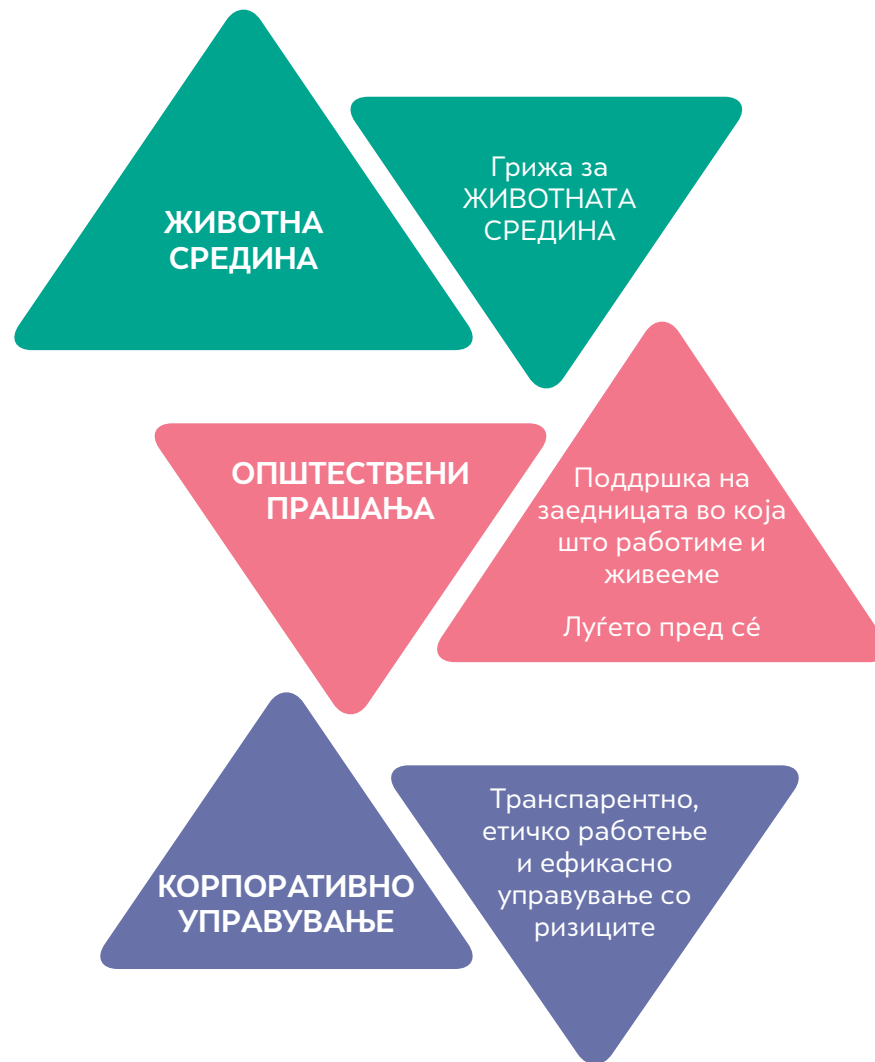 ЖИВОТНА
СРЕДИНА
Грижа за
ЖИВОТНАТА
СРЕДИНА
ОПШТЕСТВЕНИ
ПРАШАЊА
Поддршка на
заедницата во која
што работиме и
живееме
Луѓето пред сé
КОРПОРАТИВНО
УПРАВУВАЊЕ
Транспарентно,
етичко работење
и ефикасно
управување со
ризиците